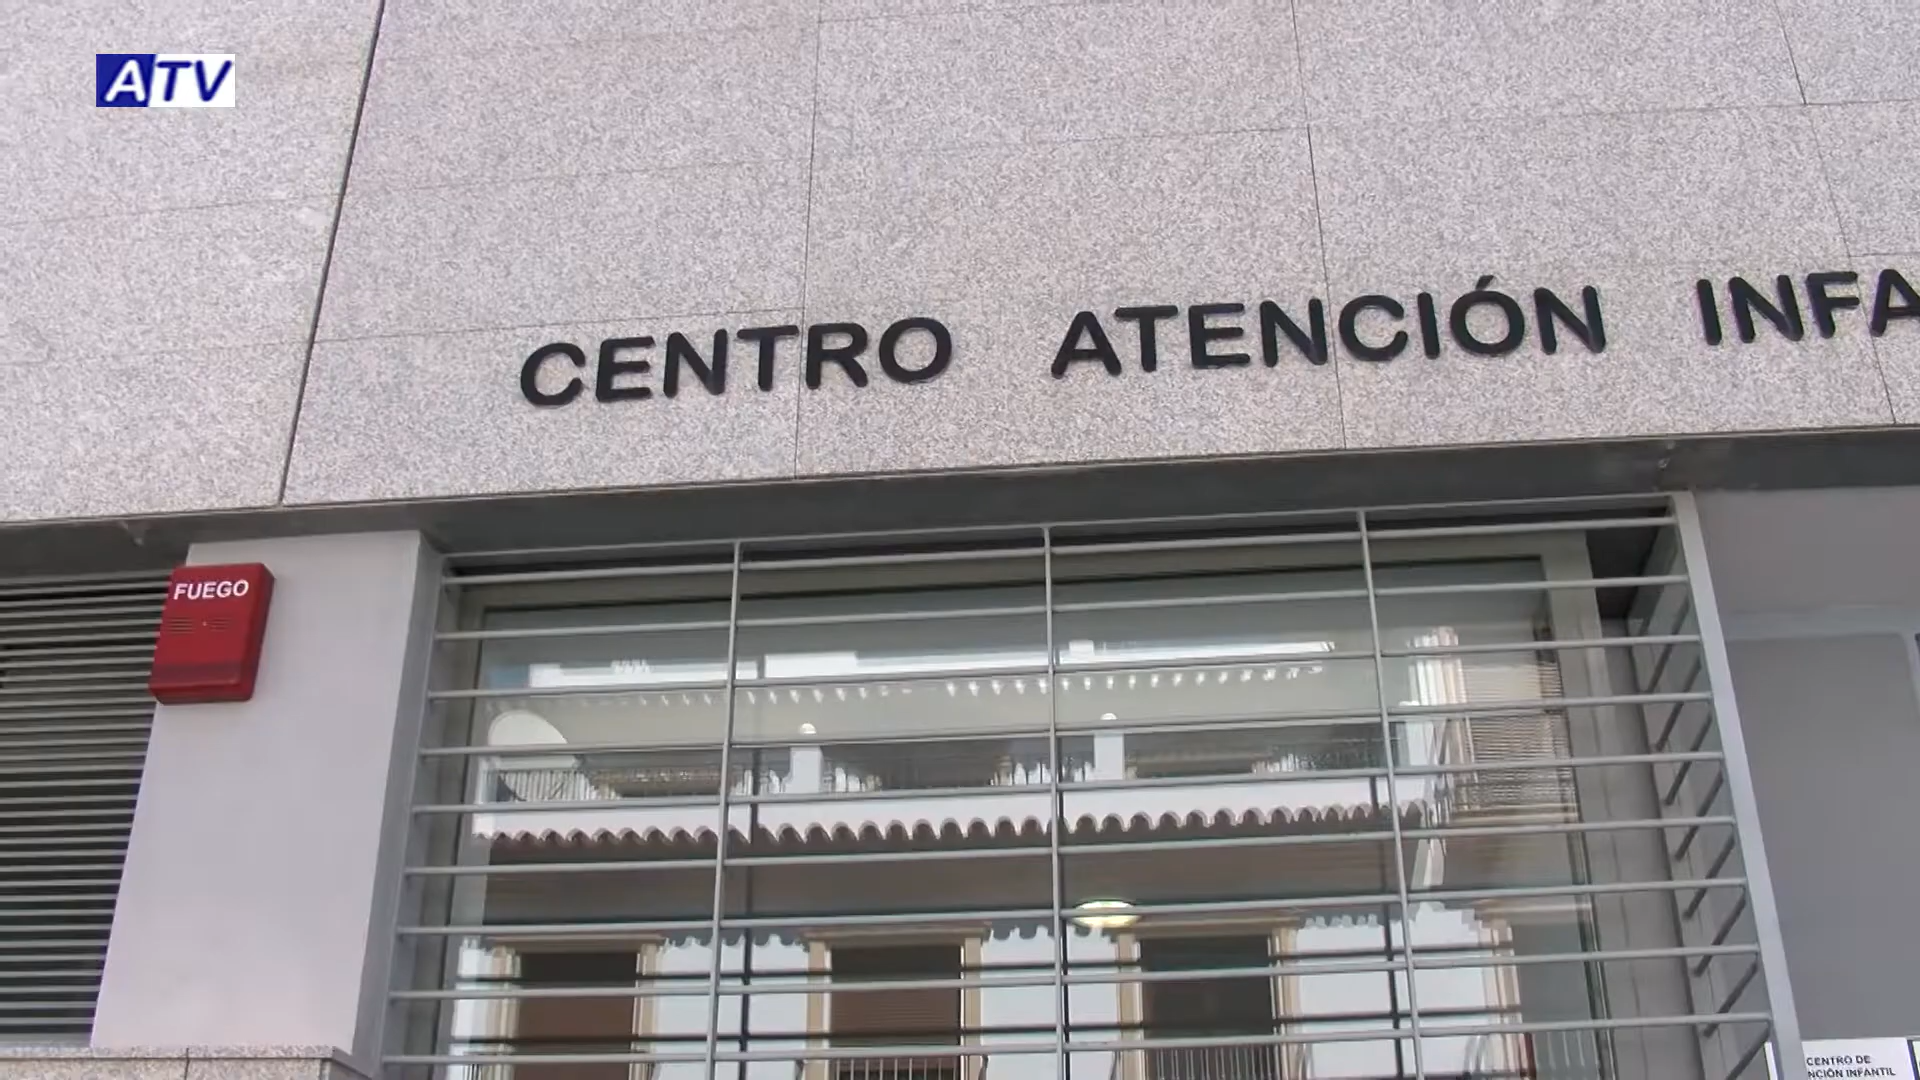 ATV
CENTRO ATENCIÓN INFA
FUEGO
CENTRO DE
NCIÓN INFANTIL